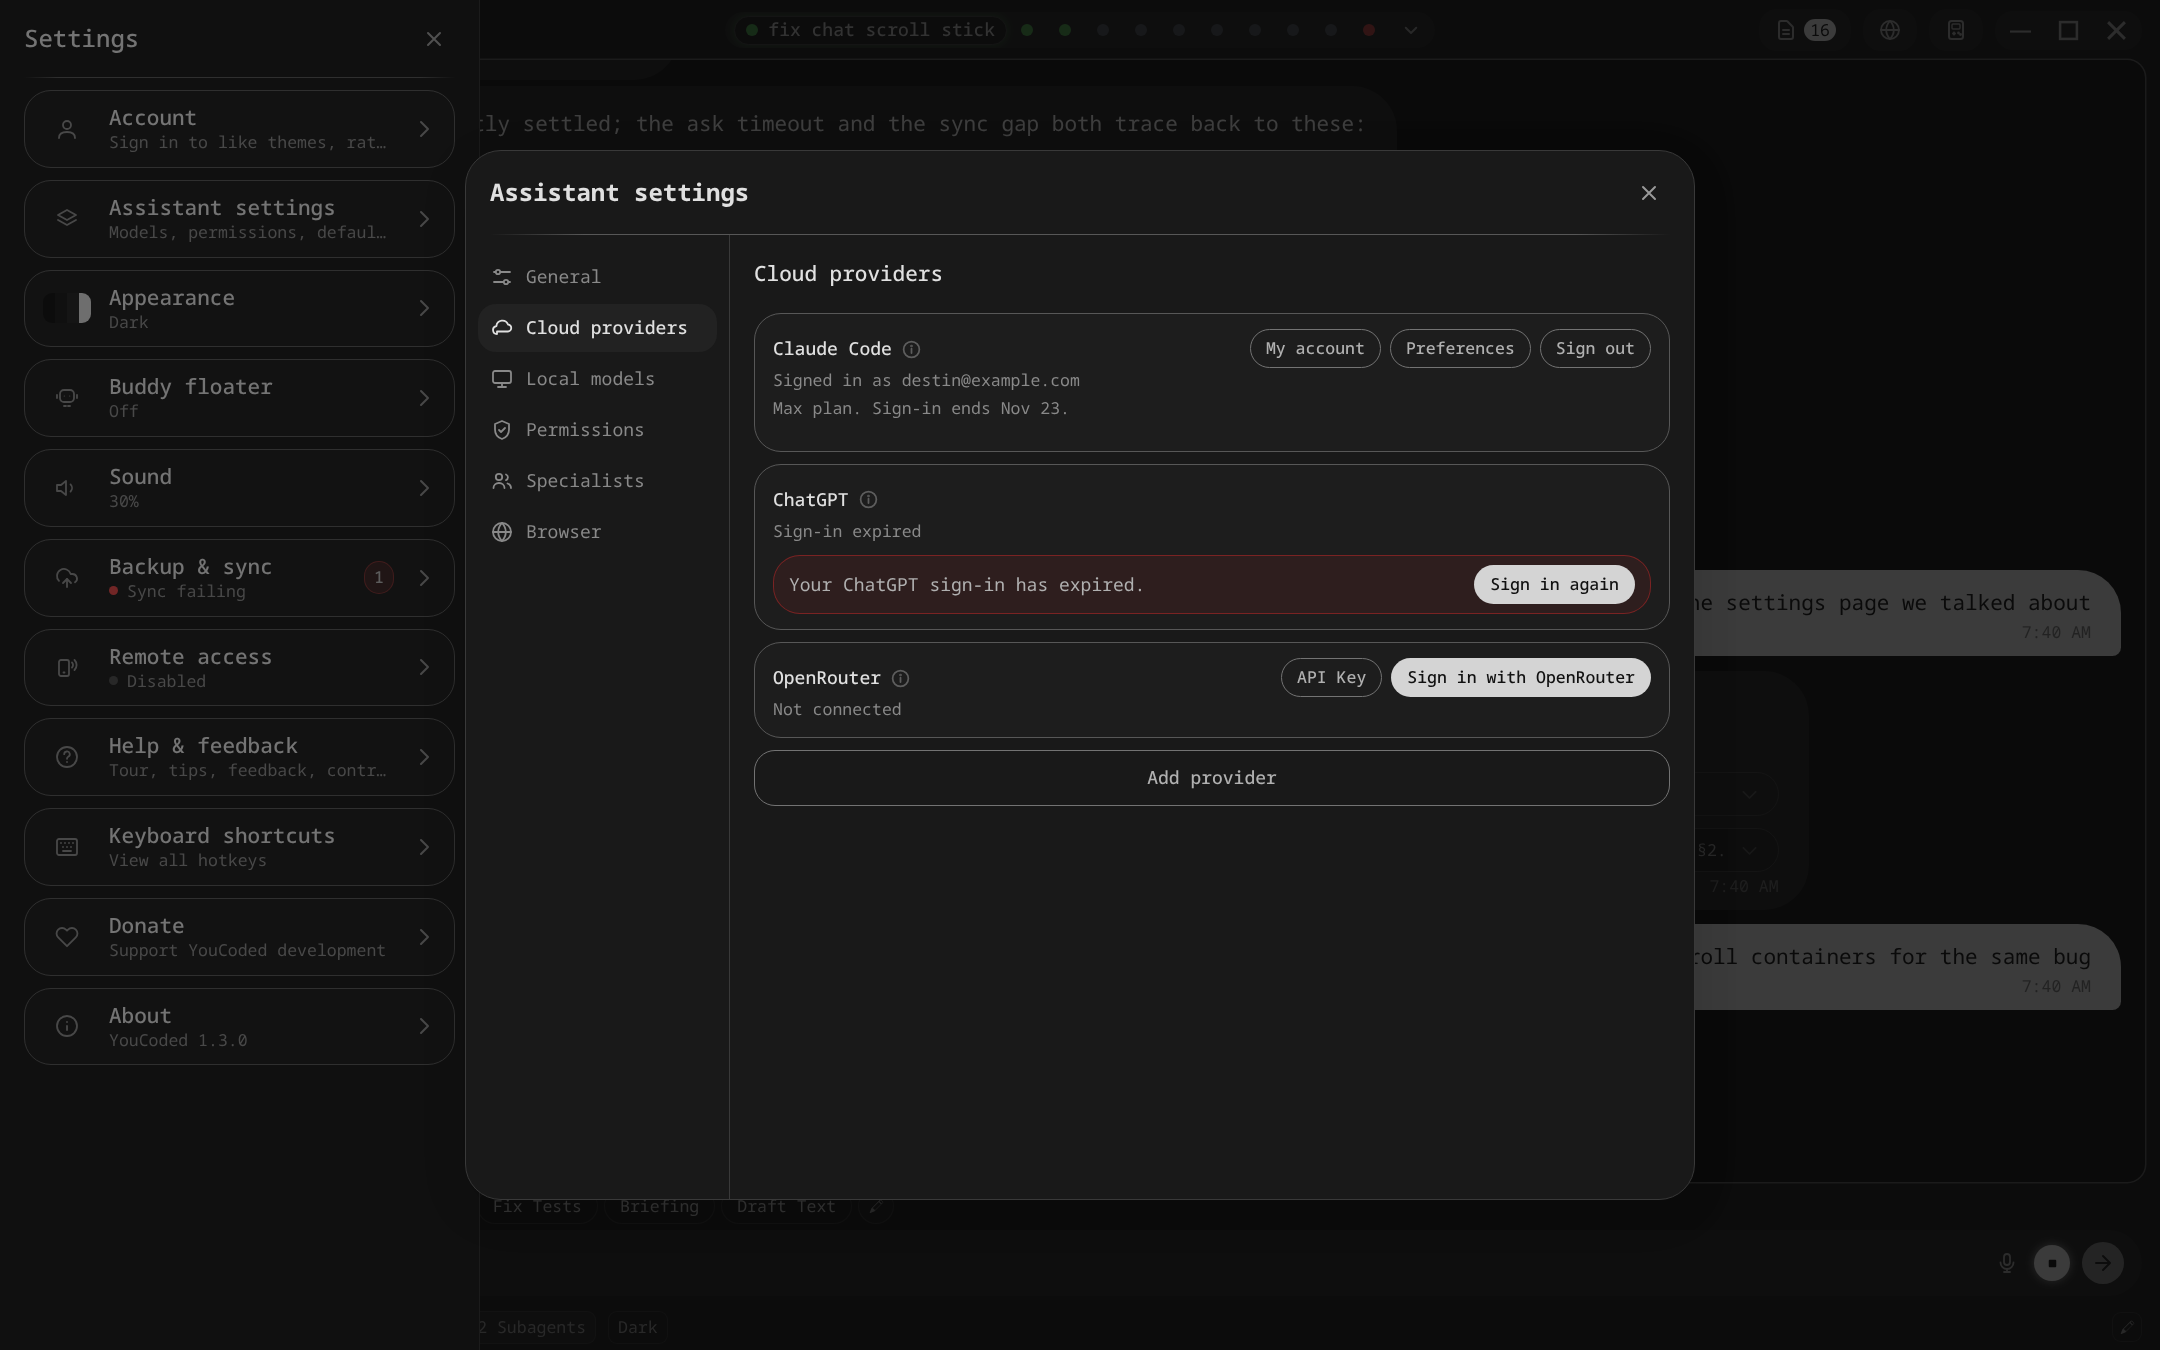 Settings
Account
Sign in to like themes, rat…
Assistant settings
Models, permissions, defaul…
Appearance
Dark
Buddy floater
Off
Sound
30%
Backup & sync
Sync failing
1
Remote access
Disabled
Help & feedback
Tour, tips, feedback, contr…
Keyboard shortcuts
View all hotkeys
Donate
Support YouCoded development
About
YouCoded 1.3.0
fix chat scroll stick
16
tly settled; the ask timeout and the sync gap both trace back to these:
Assistant settings
General
Cloud providers
Local models
Permissions
Specialists
Browser
Cloud providers
Claude Code
My account
Preferences
Sign out
Signed in as destin@example.com
Max plan. Sign-in ends Nov 23.
ChatGPT
Sign-in expired
Your ChatGPT sign-in has expired.
Sign in again
OpenRouter
API Key
Sign in with OpenRouter
Not connected
Add provider
he settings page we talked about
7:40 AM
§2.
7:40 AM
roll containers for the same bug
7:40 AM
Fix Tests
Briefing
Draft Text
2 Subagents
Dark